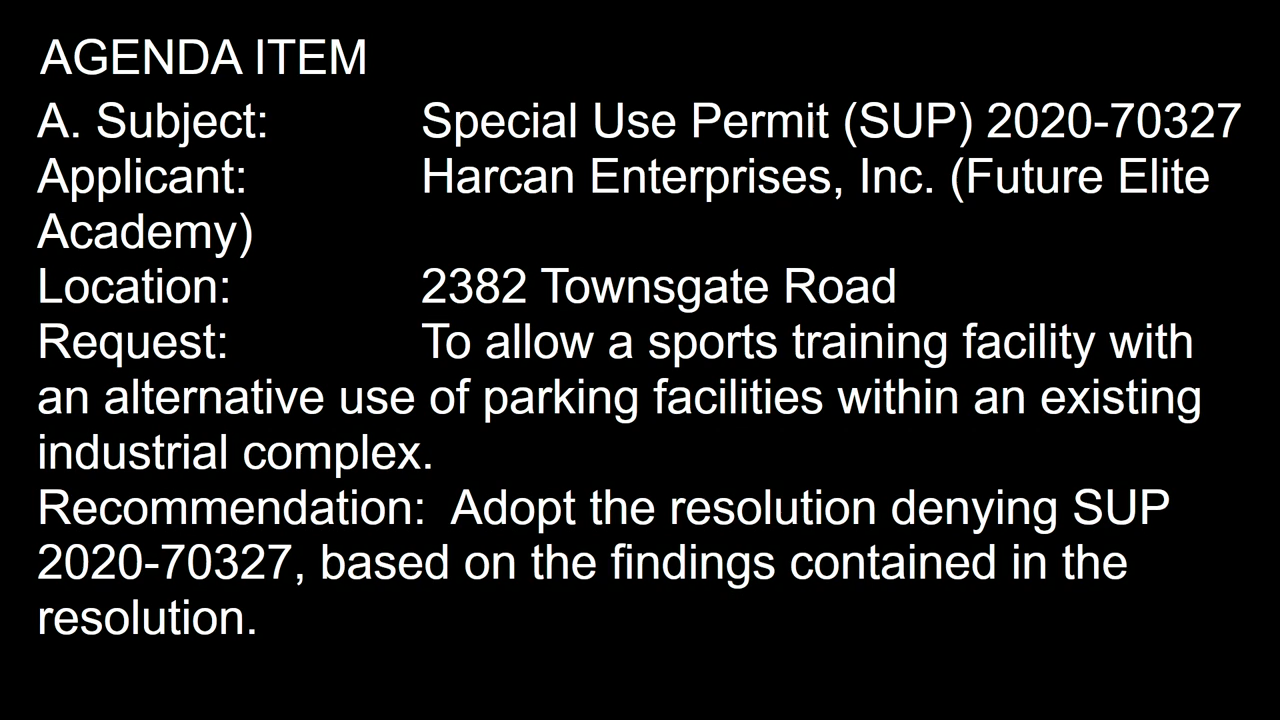 AGENDA ITEM
A. Subject: Special Use Permit (SUP) 2020-70327
Applicant: Harcan Enterprises, Inc. (Future Elite
Academy)
Location: 2382 Townsgate Road
Request: To allow a sports training facility with
an alternative use of parking facilities within an existing
industrial complex.
Recommendation: Adopt the resolution denying SUP
2020-70327, based on the findings contained in the
resolution.